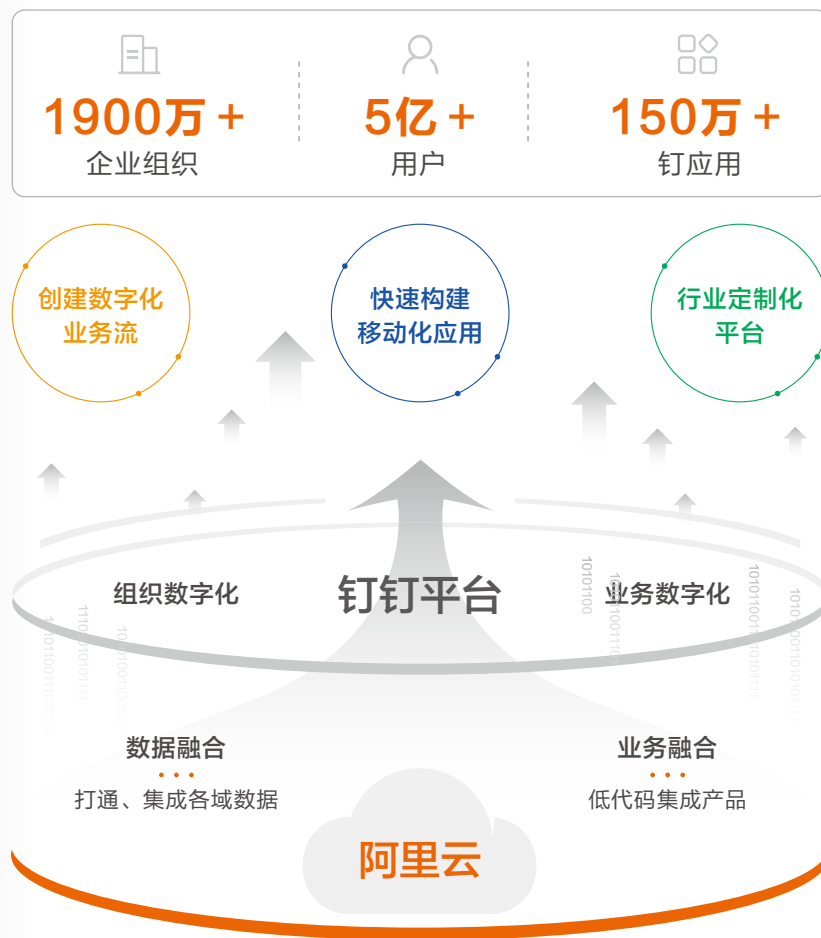 1900万+
企业组织
5亿+
用户
150万+
钉应用
创建数字化
业务流
快速构建
移动化应用
行业定制化
平台
组织数字化
钉钉平台
业务数字化
10101100
数据融合
打通、集成各域数据
业务融合
低代码集成产品
阿里云